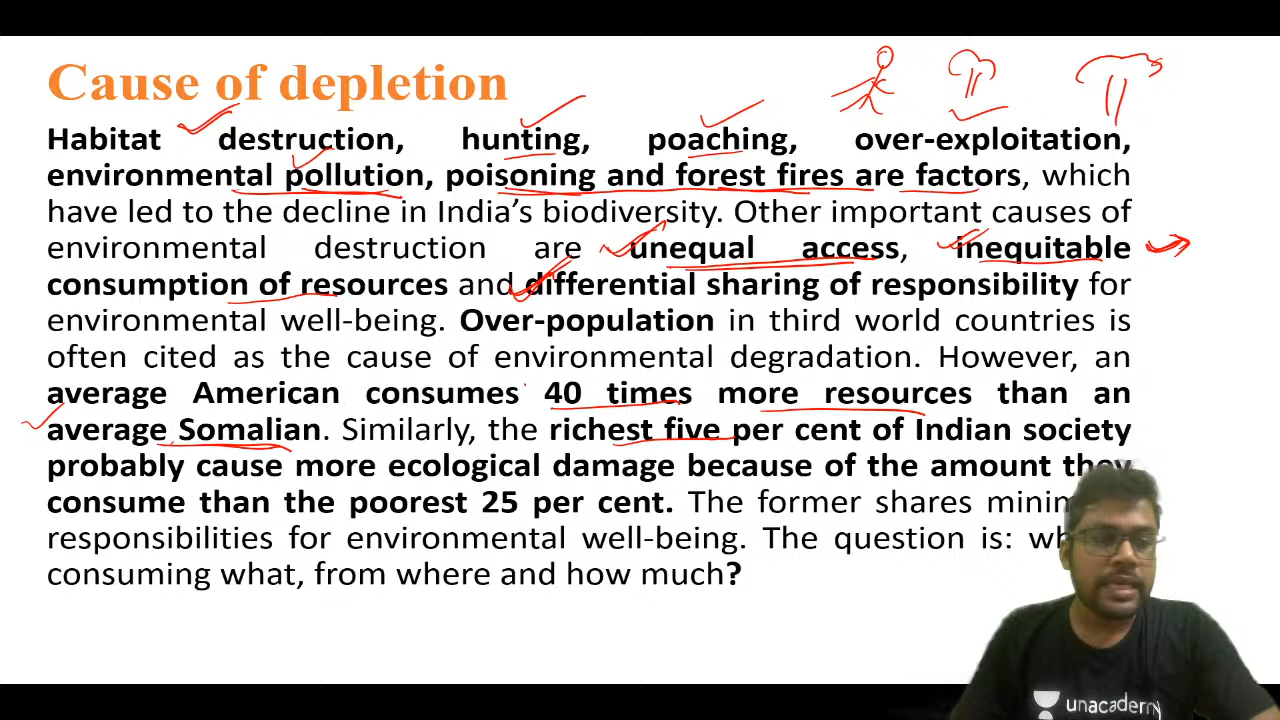 Cause of depletion
Habitat destruction, hunting, poaching, over-exploitation,
environmental pollution, poisoning and forest fires are factors, which
have led to the decline in India's biodiversity. Other important causes of
environmental destruction are unequal access, inequitable
consumption of resources and differential sharing of responsibility for
environmental well-being. Over-population in third world countries is
often cited as the cause of environmental degradation. However, an
average American consumes 40 times more resources than an
average Somalian. Similarly, the richest five per cent of Indian society
probably cause more ecological damage because of the amount they
consume than the poorest 25 per cent. The former shares
responsibilities for environmental well-being. The question is:
consuming what, from where and how much?
unacademy